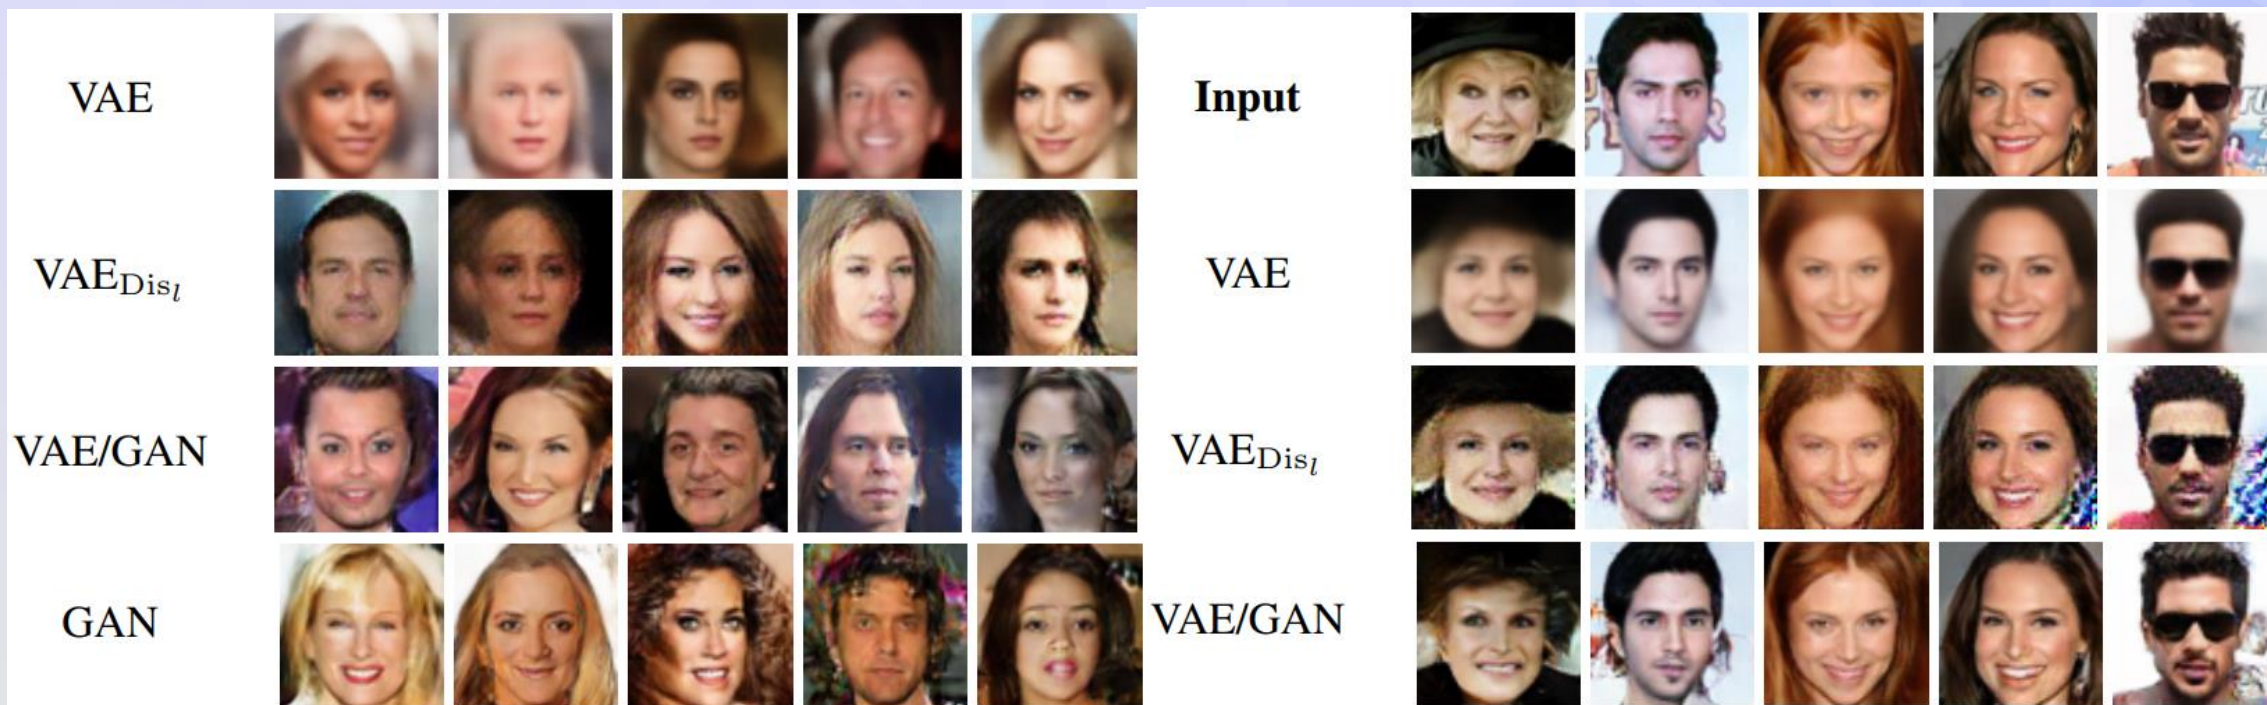 VAE
VAE_Dis_l
VAE/GAN
GAN
Input
VAE
VAE_Dis_l
VAE/GAN